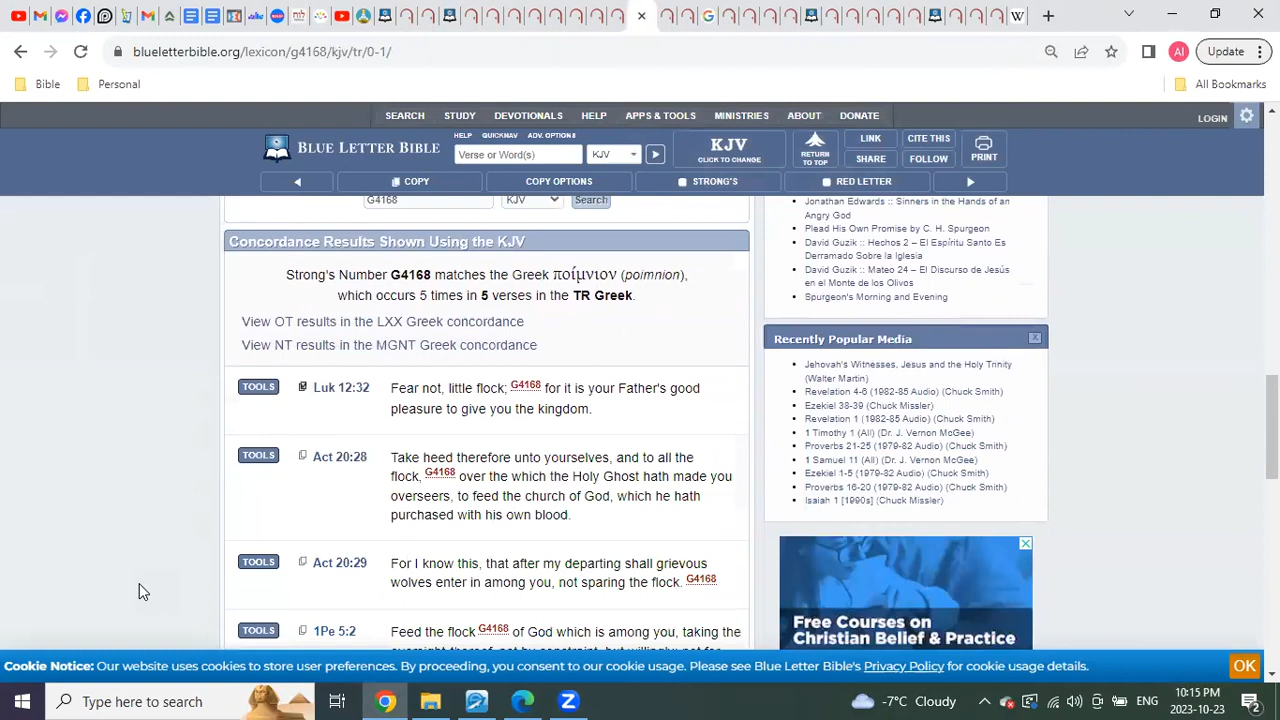 Update
blueletterbible.org/lexicon/g4168/kjv/tr/0-1/
AI
Bible
Personal
All Bookmarks
SEARCH STUDY DEVOTIONALS HELP APPS & TOOLS MINISTRIES ABOUT DONATE
LOGIN
BLUE LETTER BIBLE
HELP QUICKNAV ADV. OPTIONS
Verse or Word(s)
KJV
KJV
CLICK TO CHANGE
RETURN
TO TOP
LINK
SHARE
CITE THIS
FOLLOW
PRINT
COPY
COPY OPTIONS
STRONG'S
RED LETTER
G4168
KJV
Search
Concordance Results Shown Using the KJV
Strong's Number G4168 matches the Greek ποίμνιον (poimnion),
which occurs 5 times in 5 verses in the TR Greek.
View OT results in the LXX Greek concordance
View NT results in the MGNT Greek concordance
TOOLS
Luk 12:32
Fear not, little flock; G4168 for it is your Father's good
pleasure to give you the kingdom.
TOOLS
Act 20:28
Take heed therefore unto yourselves, and to all the
flock, G4168 over the which the Holy Ghost hath made you
overseers, to feed the church of God, which he hath
purchased with his own blood.
TOOLS
Act 20:29
For I know this, that after my departing shall grievous
wolves enter in among you, not sparing the flock. G4168
TOOLS
1Pe 5:2
Feed the flock G4168 of God which is among you, taking the
Jonathan Edwards :: Sinners in the Hands of an
Angry God
Plead His Own Promise by C. H. Spurgeon
David Guzik :: Hechos 2 – El Espíritu Santo Es
Derramado Sobre la Iglesia
David Guzik :: Mateo 24 – El Discurso de Jesús
en el Monte de los Olivos
Spurgeon's Morning and Evening
Recently Popular Media
Jehovah's Witnesses, Jesus and the Holy Trinity
(Walter Martin)
Revelation 4-6 (1982-85 Audio) (Chuck Smith)
Ezekiel 38-39 (Chuck Missler)
Revelation 1 (1982-85 Audio) (Chuck Smith)
1 Timothy 1 (All) (Dr. J. Vernon McGee)
Proverbs 21-25 (1979-82 Audio) (Chuck Smith)
1 Samuel 11 (All) (Dr. J. Vernon McGee)
Ezekiel 1-5 (1979-82 Audio) (Chuck Smith)
Proverbs 16-20 (1979-82 Audio) (Chuck Smith)
Isaiah 1 [1990s] (Chuck Missler)
Free Courses on
Christian Belief & Practice
Cookie Notice: Our website uses cookies to store user preferences. By proceeding, you consent to our cookie usage. Please see Blue Letter Bible's Privacy Policy for cookie usage details.
OK
Type here to search
-7°C Cloudy
ENG
10:15 PM
2023-10-23
2